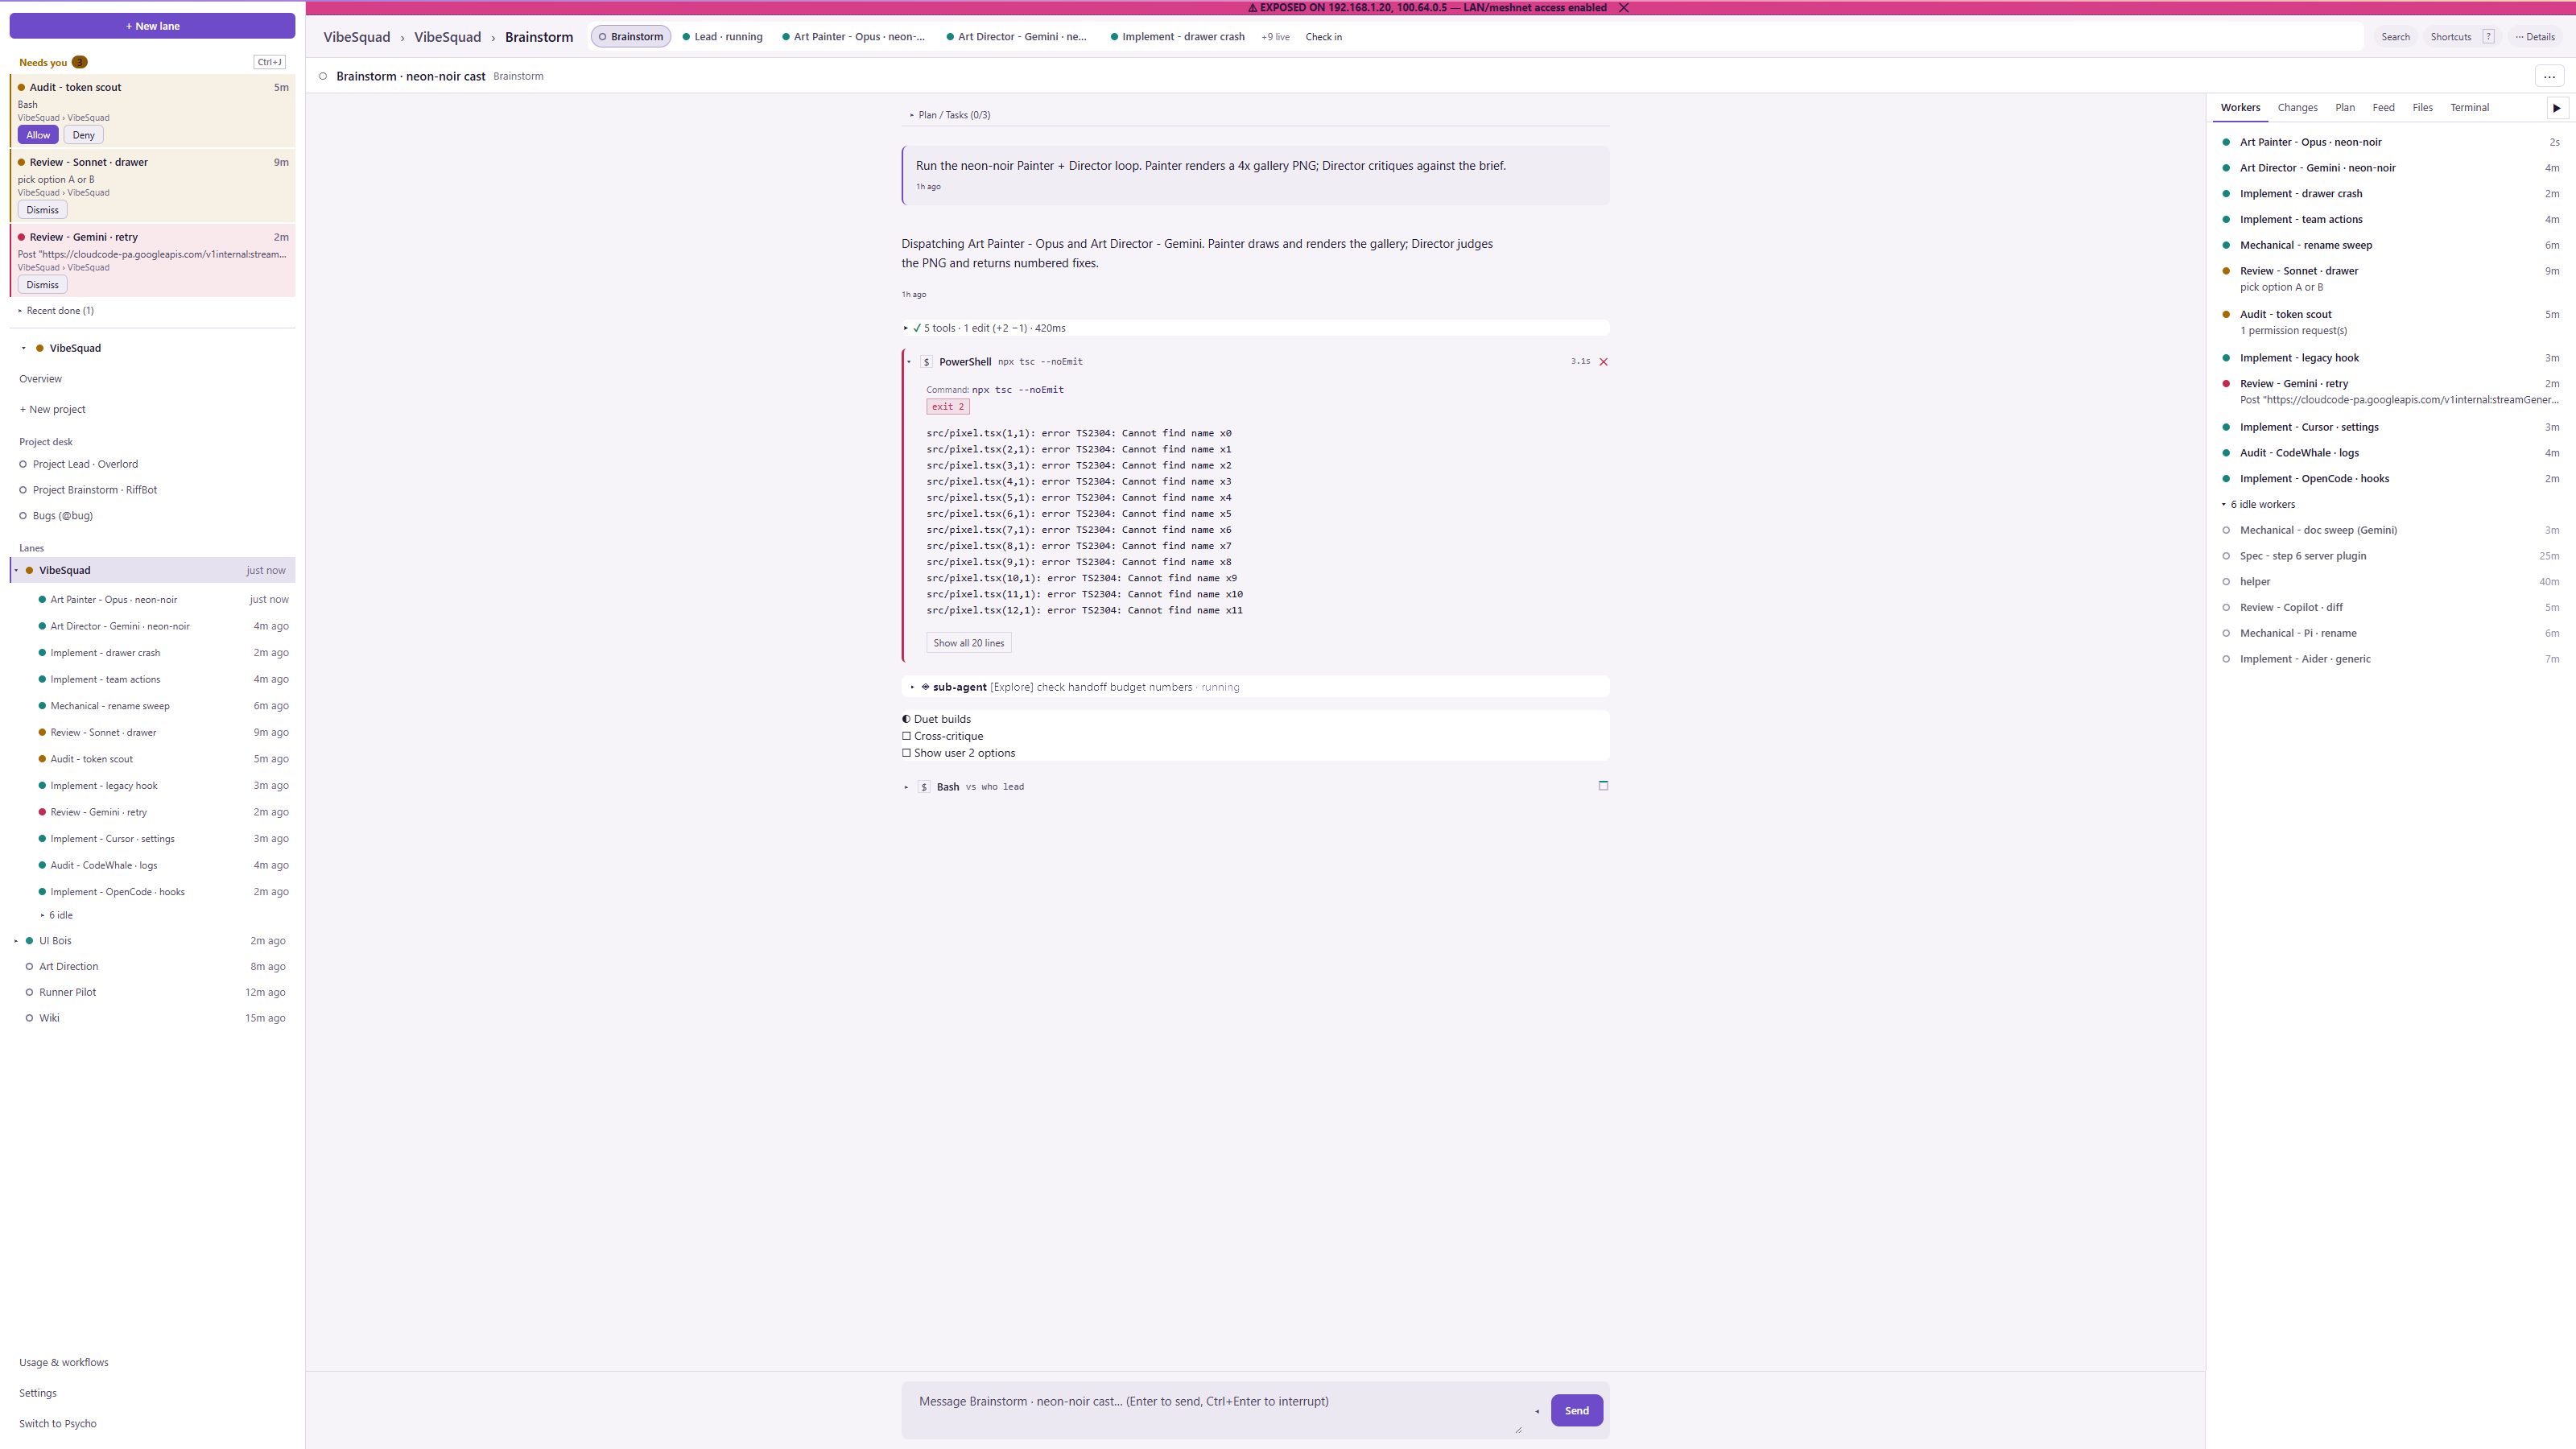 ⚠ EXPOSED ON 192.168.1.20, 100.64.0.5 — LAN/meshnet access enabled ✕
+ New lane
Needs you 3 Ctrl+J
Audit - token scout 5m
Bash
VibeSquad › VibeSquad
Allow Deny
Review - Sonnet · drawer 9m
pick option A or B
VibeSquad › VibeSquad
Dismiss
Review - Gemini · retry 2m
Post "https://cloudcode-pa.googleapis.com/v1internal:stream...
VibeSquad › VibeSquad
Dismiss
Recent done (1)
VibeSquad
Overview
+ New project
Project desk
Project Lead · Overlord
Project Brainstorm · RiffBot
Bugs (@bug)
Lanes
VibeSquad just now
Art Painter - Opus · neon-noir just now
Art Director - Gemini · neon-noir 4m ago
Implement - drawer crash 2m ago
Implement - team actions 4m ago
Mechanical - rename sweep 6m ago
Review - Sonnet · drawer 9m ago
Audit - token scout 5m ago
Implement - legacy hook 3m ago
Review - Gemini · retry 2m ago
Implement - Cursor · settings 3m ago
Audit - CodeWhale · logs 4m ago
Implement - OpenCode · hooks 2m ago
6 idle
UI Bois 2m ago
Art Direction 8m ago
Runner Pilot 12m ago
Wiki 15m ago
Usage & workflows
Settings
Switch to Psycho
VibeSquad › VibeSquad › Brainstorm
Brainstorm Lead · running Art Painter - Opus · neon-... Art Director - Gemini · ne... Implement - drawer crash +9 live Check in
Search Shortcuts ? ··· Details
Brainstorm · neon-noir cast Brainstorm ...
Plan / Tasks (0/3)
Run the neon-noir Painter + Director loop. Painter renders a 4x gallery PNG; Director critiques against the brief.
1h ago
Dispatching Art Painter - Opus and Art Director - Gemini. Painter draws and renders the gallery; Director judges
the PNG and returns numbered fixes.
1h ago
✓ 5 tools · 1 edit (+2 −1) · 420ms
$ PowerShell npx tsc --noEmit 3.1s ✕
Command: npx tsc --noEmit
exit 2
src/pixel.tsx(1,1): error TS2304: Cannot find name x0
src/pixel.tsx(2,1): error TS2304: Cannot find name x1
src/pixel.tsx(3,1): error TS2304: Cannot find name x2
src/pixel.tsx(4,1): error TS2304: Cannot find name x3
src/pixel.tsx(5,1): error TS2304: Cannot find name x4
src/pixel.tsx(6,1): error TS2304: Cannot find name x5
src/pixel.tsx(7,1): error TS2304: Cannot find name x6
src/pixel.tsx(8,1): error TS2304: Cannot find name x7
src/pixel.tsx(9,1): error TS2304: Cannot find name x8
src/pixel.tsx(10,1): error TS2304: Cannot find name x9
src/pixel.tsx(11,1): error TS2304: Cannot find name x10
src/pixel.tsx(12,1): error TS2304: Cannot find name x11
Show all 20 lines
sub-agent [Explore] check handoff budget numbers · running
◐ Duet builds
☐ Cross-critique
☐ Show user 2 options
$ Bash vs who lead
Message Brainstorm · neon-noir cast... (Enter to send, Ctrl+Enter to interrupt)
Send
Workers Changes Plan Feed Files Terminal
Art Painter - Opus · neon-noir 2s
Art Director - Gemini · neon-noir 4m
Implement - drawer crash 2m
Implement - team actions 4m
Mechanical - rename sweep 6m
Review - Sonnet · drawer 9m
pick option A or B
Audit - token scout 5m
1 permission request(s)
Implement - legacy hook 3m
Review - Gemini · retry 2m
Post "https://cloudcode-pa.googleapis.com/v1internal:streamGener...
Implement - Cursor · settings 3m
Audit - CodeWhale · logs 4m
Implement - OpenCode · hooks 2m
6 idle workers
Mechanical - doc sweep (Gemini) 3m
Spec - step 6 server plugin 25m
helper 40m
Review - Copilot · diff 5m
Mechanical - Pi · rename 6m
Implement - Aider · generic 7m